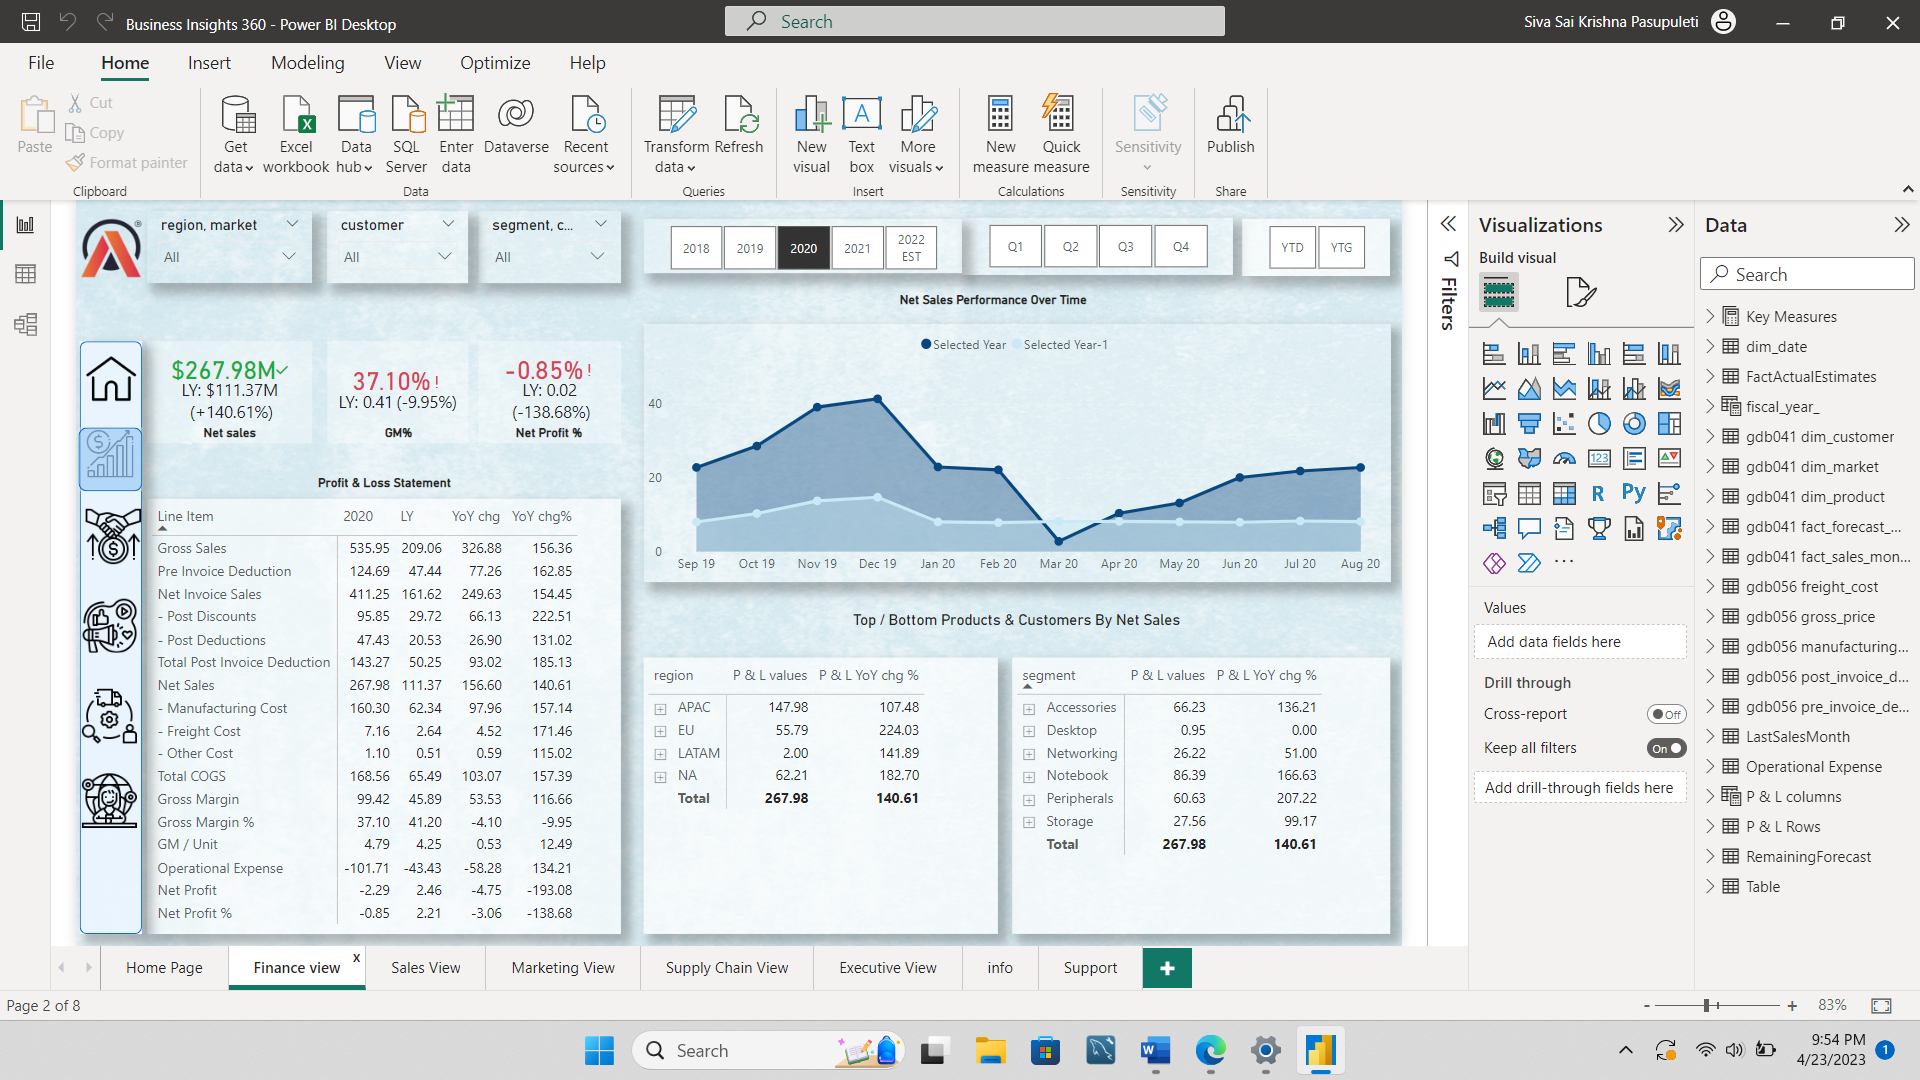 Business Insights 360 - Power BI Desktop
Search
Siva Sai Krishna Pasupuleti
File Home Insert Modeling View Optimize Help
Paste
Cut
Copy
Format painter
Clipboard
Get data
Excel workbook
Data hub
SQL Server
Enter data
Dataverse
Recent sources
Data
Transform data
Refresh
Queries
New visual
Text box
More visuals
Insert
New measure
Quick measure
Calculations
Sensitivity
Sensitivity
Publish
Share
region, market
All
customer
All
segment, c...
All
2018 2019 2020 2021 2022 EST
Q1 Q2 Q3 Q4
YTD YTG
$267.98M
LY: $111.37M
(+140.61%)
Net sales
37.10% !
LY: 0.41 (-9.95%)
GM%
-0.85% !
LY: 0.02
(-138.68%)
Net Profit %
Net Sales Performance Over Time
Selected Year Selected Year-1
40
20
0
Sep 19 Oct 19 Nov 19 Dec 19 Jan 20 Feb 20 Mar 20 Apr 20 May 20 Jun 20 Jul 20 Aug 20
Profit & Loss Statement
Line Item 2020 LY YoY chg YoY chg%
Gross Sales 535.95 209.06 326.88 156.36
Pre Invoice Deduction 124.69 47.44 77.26 162.85
Net Invoice Sales 411.25 161.62 249.63 154.45
- Post Discounts 95.85 29.72 66.13 222.51
- Post Deductions 47.43 20.53 26.90 131.02
Total Post Invoice Deduction 143.27 50.25 93.02 185.13
Net Sales 267.98 111.37 156.60 140.61
- Manufacturing Cost 160.30 62.34 97.96 157.14
- Freight Cost 7.16 2.64 4.52 171.46
- Other Cost 1.10 0.51 0.59 115.02
Total COGS 168.56 65.49 103.07 157.39
Gross Margin 99.42 45.89 53.53 116.66
Gross Margin % 37.10 41.20 -4.10 -9.95
GM / Unit 4.79 4.25 0.53 12.49
Operational Expense -101.71 -43.43 -58.28 134.21
Net Profit -2.29 2.46 -4.75 -193.08
Net Profit % -0.85 2.21 -3.06 -138.68
Top / Bottom Products & Customers By Net Sales
region P & L values P & L YoY chg %
APAC 147.98 107.48
EU 55.79 224.03
LATAM 2.00 141.89
NA 62.21 182.70
Total 267.98 140.61
segment P & L values P & L YoY chg %
Accessories 66.23 136.21
Desktop 0.95 0.00
Networking 26.22 51.00
Notebook 86.39 166.63
Peripherals 60.63 207.22
Storage 27.56 99.17
Total 267.98 140.61
Filters
Visualizations
Build visual
123
R
Py
Values
Add data fields here
Drill through
Cross-report Off
Keep all filters On
Add drill-through fields here
Data
Search
Key Measures
dim_date
FactActualEstimates
fiscal_year_
gdb041 dim_customer
gdb041 dim_market
gdb041 dim_product
gdb041 fact_forecast_...
gdb041 fact_sales_mon...
gdb056 freight_cost
gdb056 gross_price
gdb056 manufacturing...
gdb056 post_invoice_d...
gdb056 pre_invoice_de...
LastSalesMonth
Operational Expense
P & L columns
P & L Rows
RemainingForecast
Table
Home Page Finance view x Sales View Marketing View Supply Chain View Executive View info Support +
Page 2 of 8
- + 83%
Search
9:54 PM
4/23/2023
1